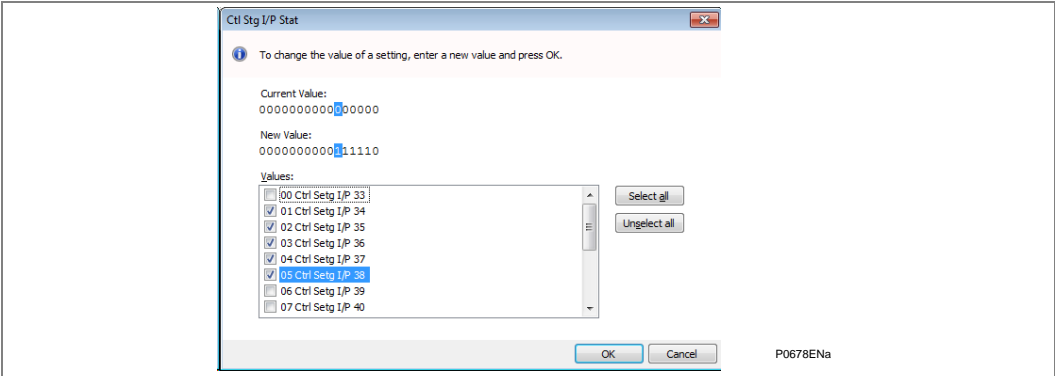 Ctl Stg I/P Stat
To change the value of a setting, enter a new value and press OK.
Current Value:
0000000000000000
New Value:
0000000000111110
Values:
00 Ctrl Setg I/P 33
01 Ctrl Setg I/P 34
02 Ctrl Setg I/P 35
03 Ctrl Setg I/P 36
04 Ctrl Setg I/P 37
05 Ctrl Setg I/P 38
06 Ctrl Setg I/P 39
07 Ctrl Setg I/P 40
Select all
Unselect all
OK Cancel
P0678ENa